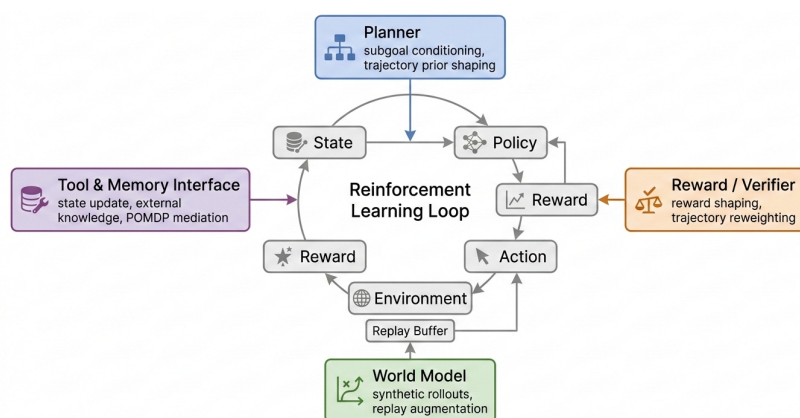 Planner
subgoal conditioning,
trajectory prior shaping
State
Policy
Tool & Memory Interface
state update, external
knowledge, POMDP mediation
Reinforcement
Learning Loop
Reward
Reward / Verifier
reward shaping,
trajectory reweighting
Reward
Action
Environment
Replay Buffer
World Model
synthetic rollouts,
replay augmentation